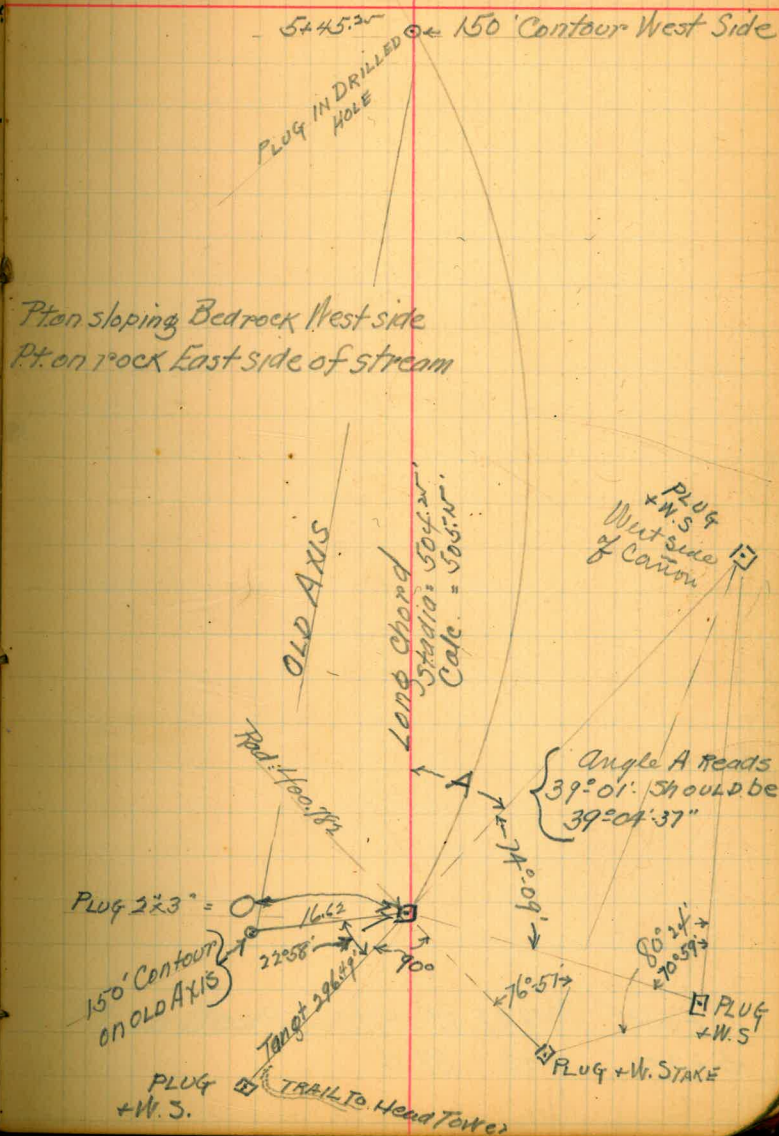 5+45.25
150' Contour West Side
PLUG IN DRILLED
HOLE
Pt. on sloping Bedrock West side
Pt. on rock East side of stream
OLD AXIS
Long Chord
Stadia = 504.25'
Calc. = 505.15'
PLUG
+W.S
West side
of Cañon
Rad. 400.782
A
Angle A Reads
39°01'. SHOULD be
39°04'37"
74°09'
PLUG 2"x3" =
16.62
22°58'
90°
150' Contour
on OLD AXIS
Tangt 296.49'
76°51'
80°24'
70°59'
PLUG
+W.S
PLUG + W. STAKE
PLUG
+W.S.
TRAIL TO Head Tower